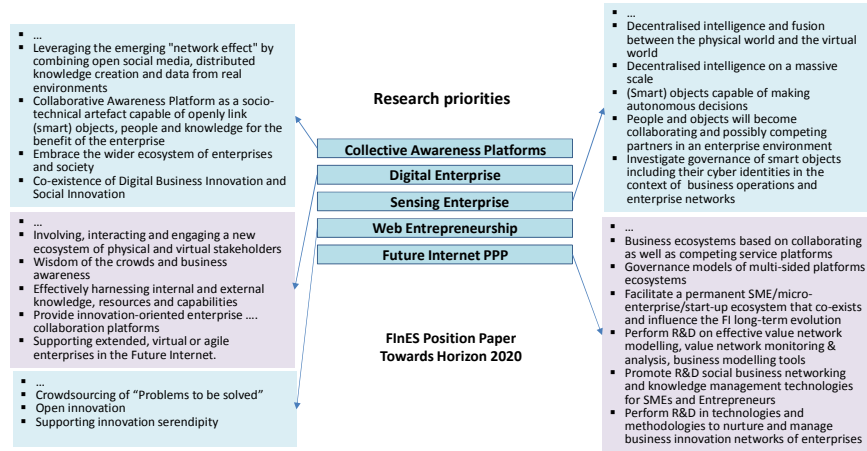 ▪ …
▪ Leveraging the emerging "network effect" by
combining open social media, distributed
knowledge creation and data from real
environments
▪ Collaborative Awareness Platform as a socio-
technical artefact capable of openly link
(smart) objects, people and knowledge for the
benefit of the enterprise
▪ Embrace the wider ecosystem of enterprises
and society
▪ Co-existence of Digital Business Innovation and
Social Innovation
▪ …
▪ Involving, interacting and engaging a new
ecosystem of physical and virtual stakeholders
▪ Wisdom of the crowds and business
awareness
▪ Effectively harnessing internal and external
knowledge, resources and capabilities
▪ Provide innovation-oriented enterprise ….
collaboration platforms
▪ Supporting extended, virtual or agile
enterprises in the Future Internet.
▪ …
▪ Crowdsourcing of “Problems to be solved”
▪ Open innovation
▪ Supporting innovation serendipity
Research priorities
Collective Awareness Platforms
Digital Enterprise
Sensing Enterprise
Web Entrepreneurship
Future Internet PPP
FInES Position Paper
Towards Horizon 2020
▪ …
▪ Decentralised intelligence and fusion
between the physical world and the virtual
world
▪ Decentralised intelligence on a massive
scale
▪ (Smart) objects capable of making
autonomous decisions
▪ People and objects will become
collaborating and possibly competing
partners in an enterprise environment
▪ Investigate governance of smart objects
including their cyber identities in the
context of business operations and
enterprise networks
▪ …
▪ Business ecosystems based on collaborating
as well as competing service platforms
▪ Governance models of multi-sided platforms
ecosystems
▪ Facilitate a permanent SME/micro-
enterprise/start-up ecosystem that co-exists
and influence the FI long-term evolution
▪ Perform R&D on effective value network
modelling, value network monitoring &
analysis, business modelling tools
▪ Promote R&D social business networking
and knowledge management technologies
for SMEs and Entrepreneurs
▪ Perform R&D in technologies and
methodologies to nurture and manage
business innovation networks of enterprises